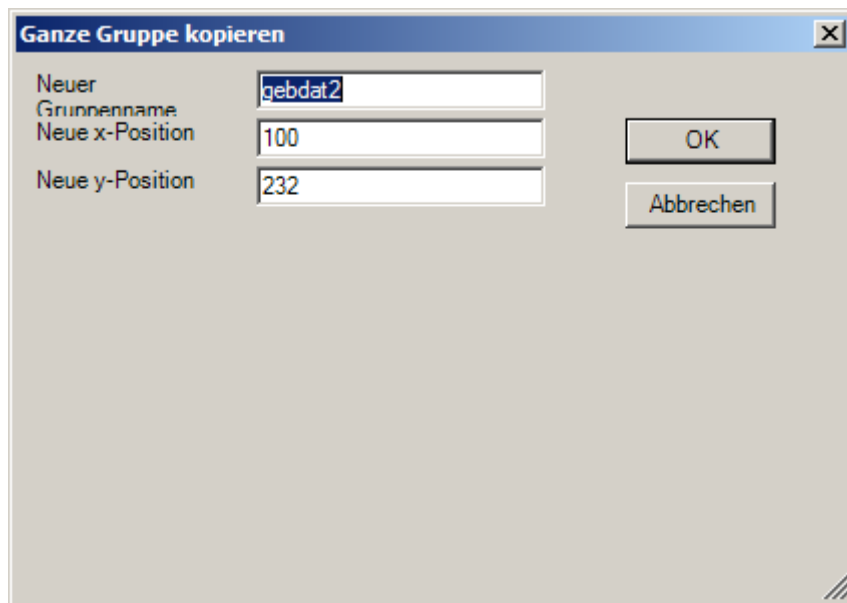 Ganze Gruppe kopieren
Neuer
Gruppenname
gebdat2
Neue x-Position
100
OK
Neue y-Position
232
Abbrechen